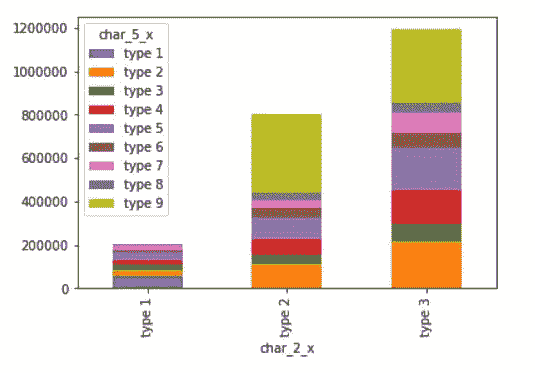 char_5_x
type 1
type 2
type 3
type 4
type 5
type 6
type 7
type 8
type 9
1200000
1000000
800000
600000
400000
200000
0
type 1
type 2
type 3
char_2_x